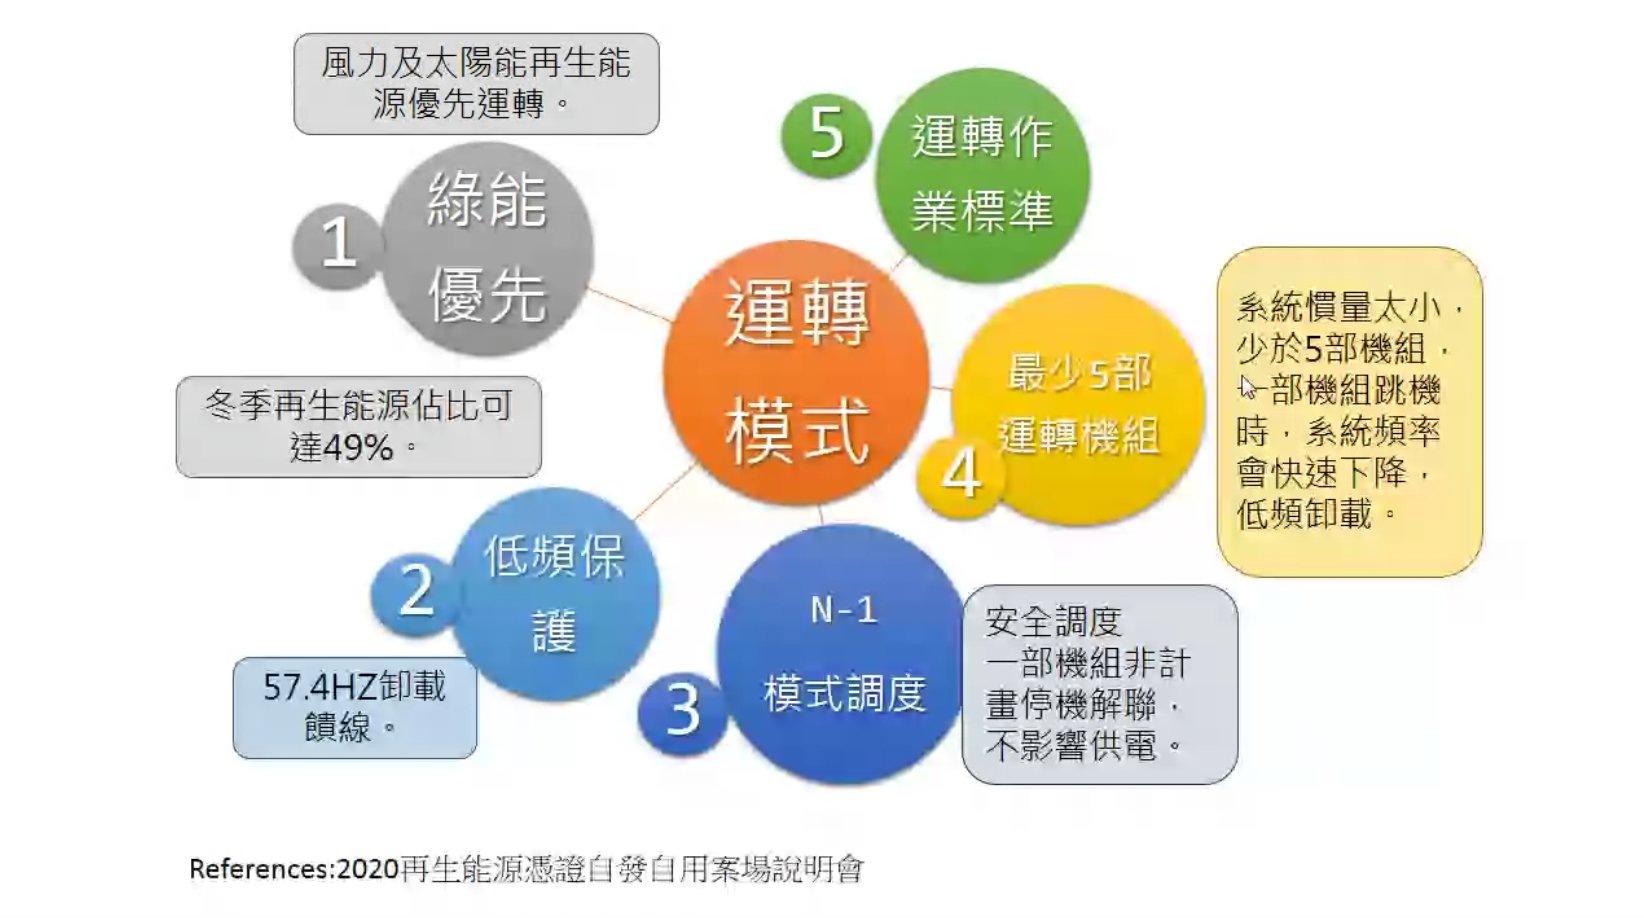 風力及太陽能再生能
源優先運轉。
1
綠能
優先
冬季再生能源佔比可
達49%。
2
低頻保
護
57.4HZ卸載
饋線。
運轉
模式
5
運轉作
業標準
最少5部
運轉機組
4
系統慣量太小，
少於5部機組，
一部機組跳機
時，系統頻率
會快速下降，
低頻卸載。
N-1
模式調度
3
安全調度
一部機組非計
畫停機解聯，
不影響供電。
References:2020再生能源憑證自發自用案場說明會